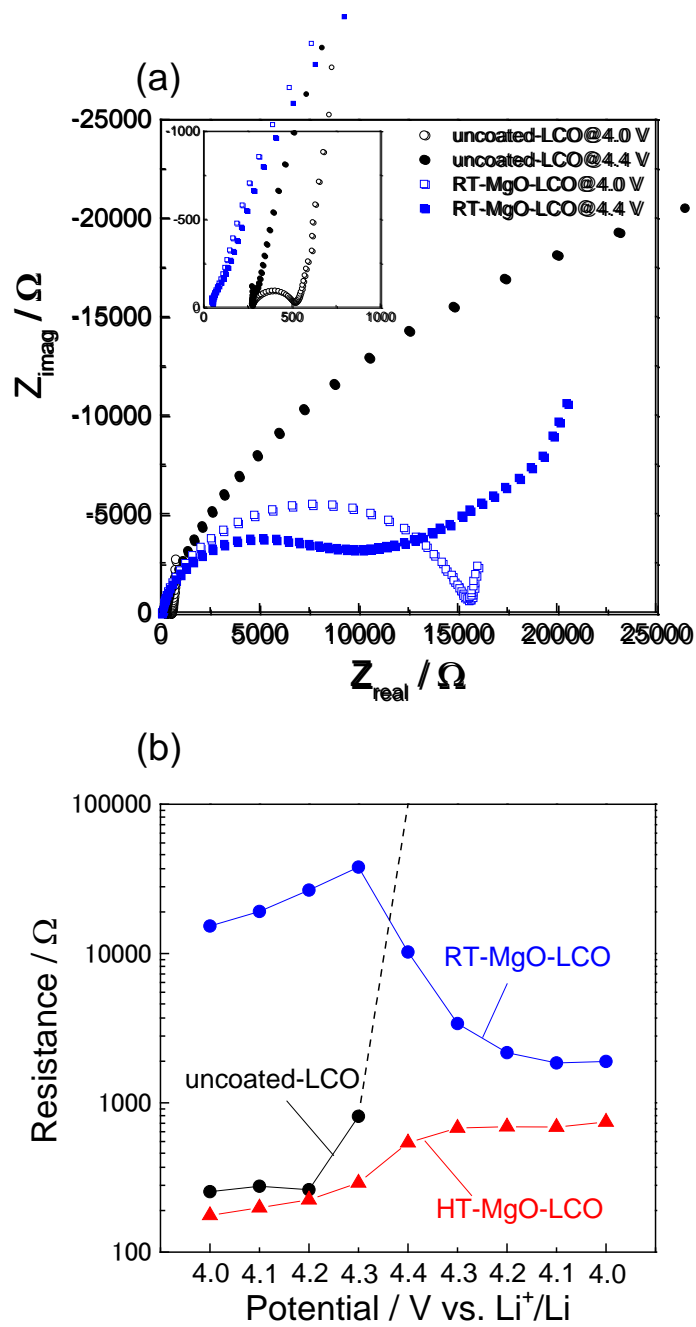 (a)
-25000
-20000
-15000
-10000
-5000
0
0 5000 10000 15000 20000 25000
Z_imag / Ω
Z_real / Ω
-1000
-500
0
0 500 1000
uncoated-LCO@4.0 V
uncoated-LCO@4.4 V
RT-MgO-LCO@4.0 V
RT-MgO-LCO@4.4 V
(b)
100000
10000
1000
100
Resistance / Ω
RT-MgO-LCO
uncoated-LCO
HT-MgO-LCO
4.0 4.1 4.2 4.3 4.4 4.3 4.2 4.1 4.0
Potential / V vs. Li⁺/Li